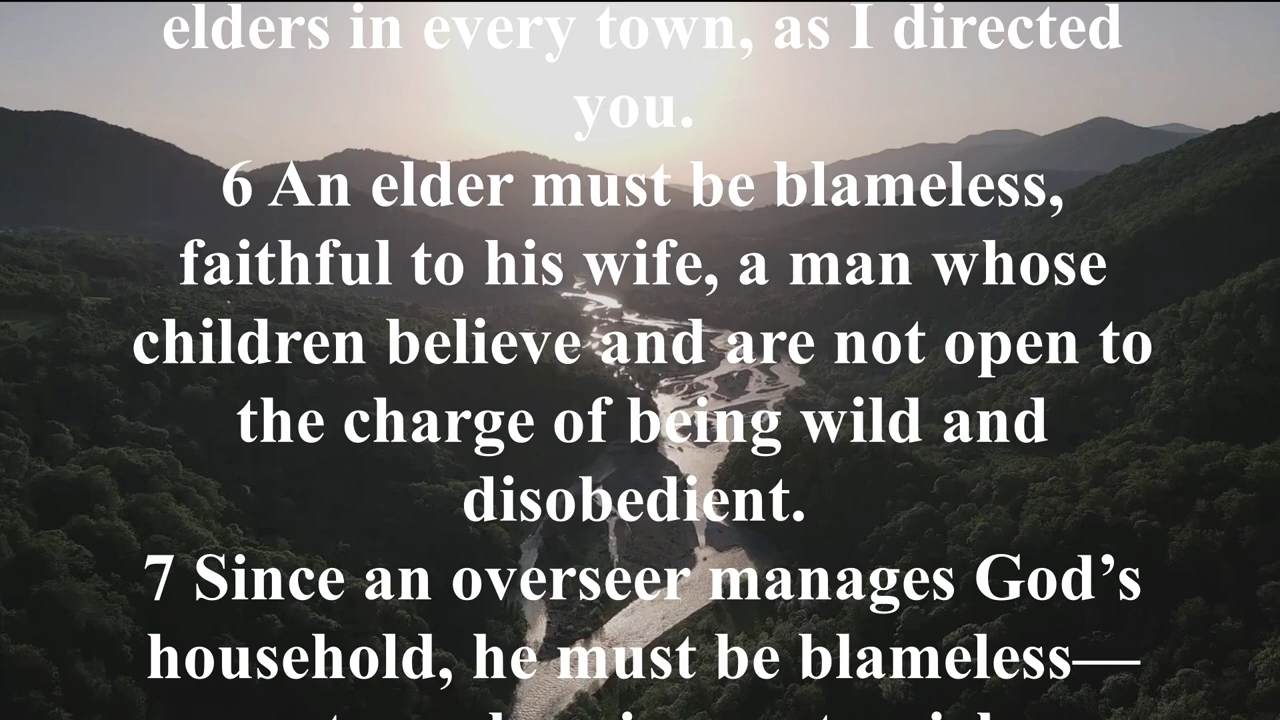 elders in every town, as I directed
you.
6 An elder must be blameless,
faithful to his wife, a man whose
children believe and are not open to
the charge of being wild and
disobedient.
7 Since an overseer manages God’s
household, he must be blameless—